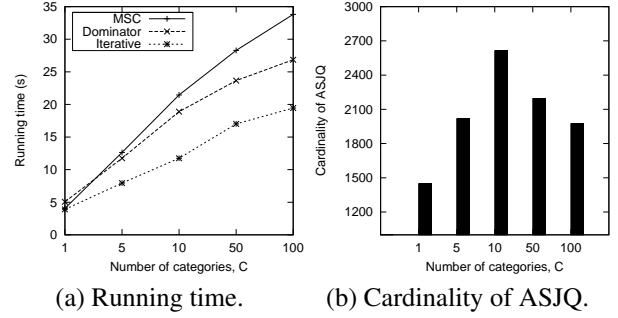 Running time (s)
35
30
25
20
15
10
5
0
MSC
Dominator
Iterative
1 5 10 50 100
Number of categories, C
(a) Running time.
Cardinality of ASJQ
3000
2700
2400
2100
1800
1500
1200
1 5 10 50 100
Number of categories, C
(b) Cardinality of ASJQ.